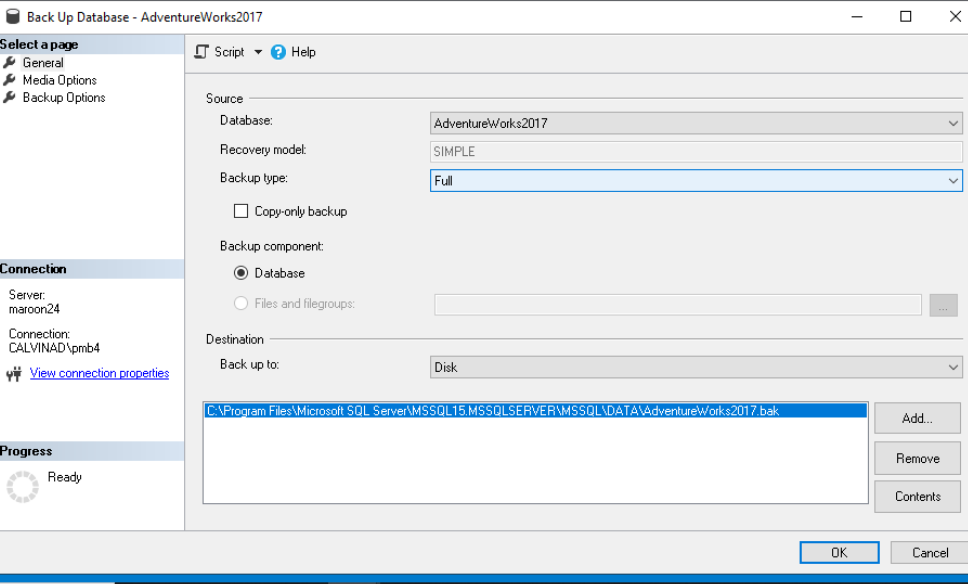 Back Up Database - AdventureWorks2017
Select a page
General
Media Options
Backup Options
Connection
Server:
maroon24
Connection:
CALVINAD\pmb4
View connection properties
Progress
Ready
Script
Help
Source
Database:
AdventureWorks2017
Recovery model:
SIMPLE
Backup type:
Full
Copy-only backup
Backup component:
Database
Files and filegroups:
...
Destination
Back up to:
Disk
C:\Program Files\Microsoft SQL Server\MSSQL15.MSSQLSERVER\MSSQL\DATA\AdventureWorks2017.bak
Add...
Remove
Contents
OK
Cancel